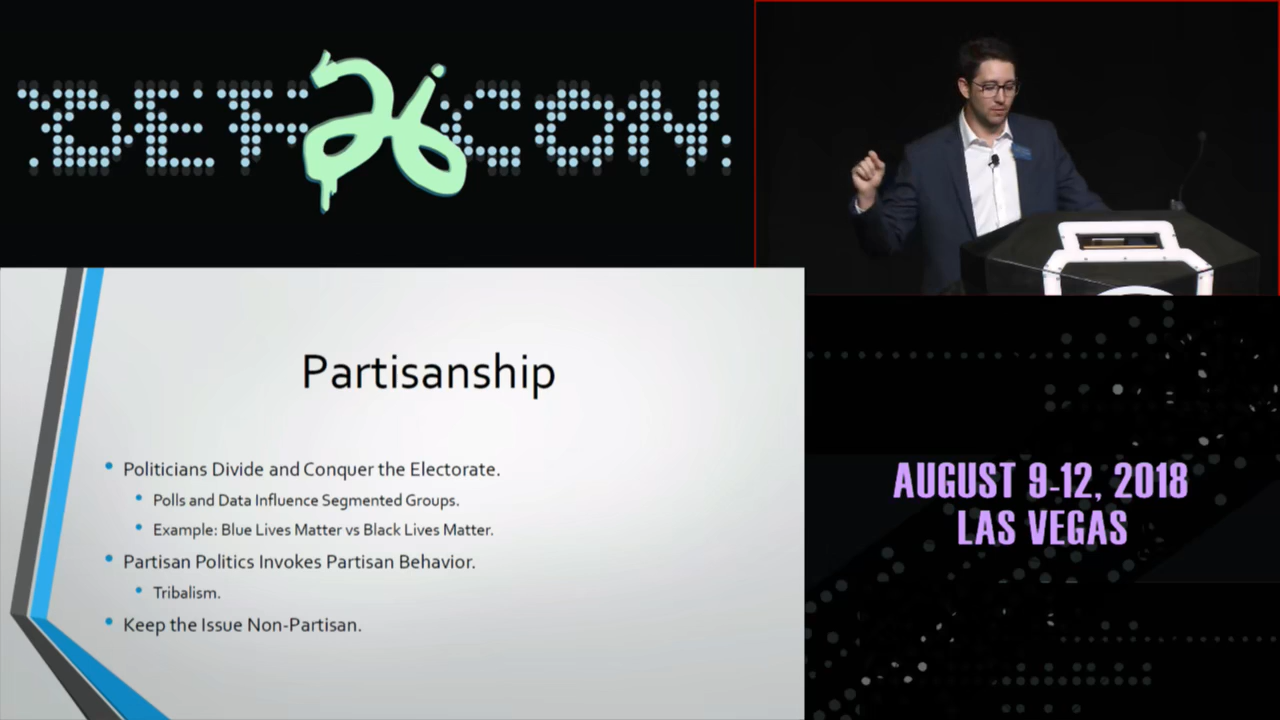 DEF CON
26
Partisanship
Politicians Divide and Conquer the Electorate.
Polls and Data Influence Segmented Groups.
Example: Blue Lives Matter vs Black Lives Matter.
Partisan Politics Invokes Partisan Behavior.
Tribalism.
Keep the Issue Non-Partisan.
AUGUST 9-12, 2018
LAS VEGAS